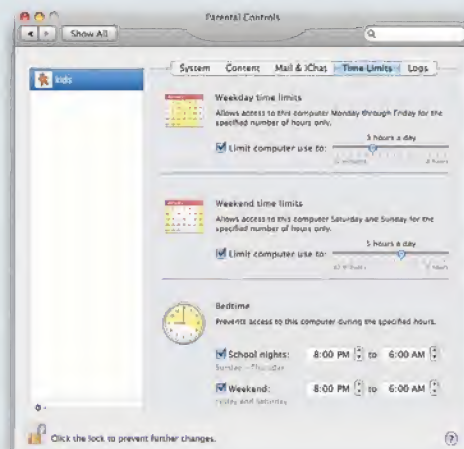 Parental Controls
Show All
System Content Mail & iChat Time Limits Logs
kids
Weekday time limits
Allows access to this computer Monday through Friday for the
specified number of hours only.
3 hours a day
Limit computer use to:
Weekend time limits
Allows access to this computer Saturday and Sunday for the
specified number of hours only.
5 hours a day
Limit computer use to:
Bedtime
Prevents access to this computer during the specified hours.
School nights: 8:00 PM to 6:00 AM
Sunday - Thursday
Weekend: 8:00 PM to 6:00 AM
Friday and Saturday
Click the lock to prevent further changes.
?